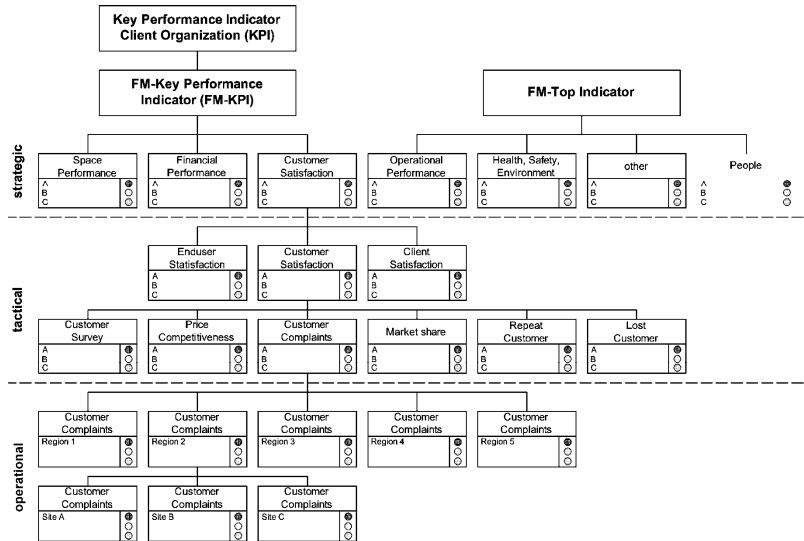 Key Performance Indicator
Client Organization (KPI)
FM-Key Performance
Indicator (FM-KPI)
FM-Top Indicator
strategic
Space
Performance
A
B
C
Financial
Performance
A
B
C
Customer
Satisfaction
A
B
C
Operational
Performance
A
B
C
Health, Safety,
Environment
A
B
C
other
A
B
C
People
A
B
C
tactical
Enduser
Statisfaction
A
B
C
Customer
Satisfaction
A
B
C
Client
Satisfaction
A
B
C
Customer
Survey
A
B
C
Price
Competitiveness
A
B
C
Customer
Complaints
A
B
C
Market share
A
B
C
Repeat
Customer
A
B
C
Lost
Customer
A
B
C
operational
Customer
Complaints
Region 1
Customer
Complaints
Region 2
Customer
Complaints
Region 3
Customer
Complaints
Region 4
Customer
Complaints
Region 5
Customer
Complaints
Site A
Customer
Complaints
Site B
Customer
Complaints
Site C